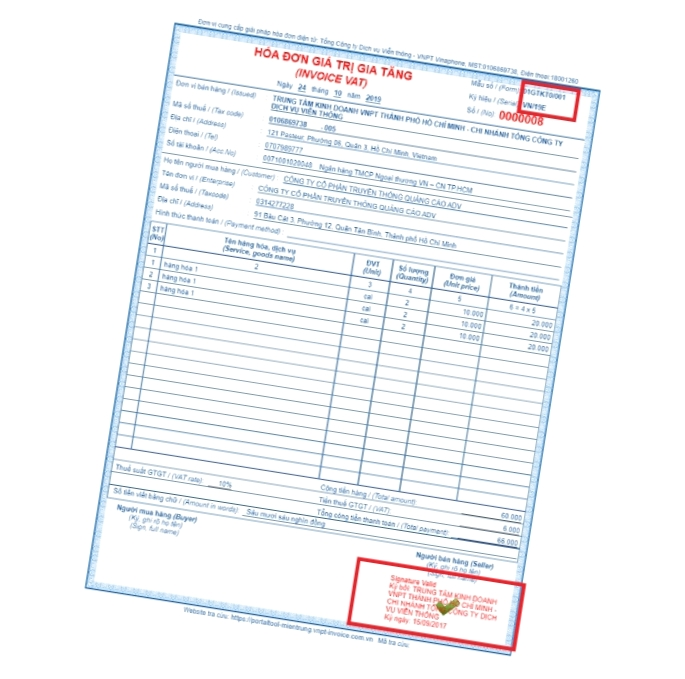 Đơn vị cung cấp giải pháp hóa đơn điện tử: Tổng Công ty Dịch vụ Viễn thông - VNPT Vinaphone, MST:0106869738, Điện thoại:18001260
HÓA ĐƠN GIÁ TRỊ GIA TĂNG
(INVOICE VAT)
Ngày 24 tháng 10 năm 2019
Mẫu số / (Form): 01GTKT0/001
Ký hiệu / (Serial): VN/19E
Số / (No): 0000008
Đơn vị bán hàng / (Issued): TRUNG TÂM KINH DOANH VNPT THÀNH PHỐ HỒ CHÍ MINH - CHI NHÁNH TỔNG CÔNG TY
DỊCH VỤ VIỄN THÔNG
Mã số thuế / (Tax code): 0106869738 - 005
Địa chỉ / (Address): 121 Pasteur, Phường 06, Quận 3, Hồ Chí Minh, Vietnam
Điện thoại / (Tel): 0707989777
Số tài khoản / (Acc.No): Ngân hàng TMCP Ngoại thương VN – CN TP HCM
Họ tên người mua hàng / (Customer): CÔNG TY CỔ PHẦN TRUYỀN THÔNG QUẢNG CÁO ADV
Tên đơn vị / (Enterprise): CÔNG TY CỔ PHẦN TRUYỀN THÔNG QUẢNG CÁO ADV
Mã số thuế / (Taxcode): 0314277228
Địa chỉ / (Address): 91 Bàu Cát 3, Phường 12, Quận Tân Bình, Thành phố Hồ Chí Minh
Hình thức thanh toán / (Payment method):
STT (No) Tên hàng hóa, dịch vụ (Service, goods name) ĐVT (Unit) Số lượng (Quantity) Đơn giá (Unit price) Thành tiền (Amount)
1 2 3 4 5 6 = 4 x 5
1 hàng hóa 1 cái 2 10.000 20.000
2 hàng hóa 1 cái 2 10.000 20.000
3 hàng hóa 1 cái 2 10.000 20.000
Cộng tiền hàng / (Total amount) 60.000
Thuế suất GTGT / (VAT rate) 10% Tiền thuế GTGT / (VAT) 6.000
Tổng cộng tiền thanh toán / (Total payment): 66.000
Số tiền viết bằng chữ / (Amount in words) Sáu mươi sáu nghìn đồng
Người mua hàng (Buyer)
(Ký, ghi rõ họ tên)
(Sign, full name)
Người bán hàng (Seller)
(Ký, ghi rõ họ tên)
(Sign, full name)
Signature Valid
Ký bởi: TRUNG TÂM KINH DOANH
VNPT THÀNH PHỐ HỒ CHÍ MINH -
CHI NHÁNH TỔNG CÔNG TY DỊCH
VỤ VIỄN THÔNG
Ký ngày: 15/09/2017
Website tra cứu: https://portaltool-mientrung.vnpt-invoice.com.vn Mã tra cứu: